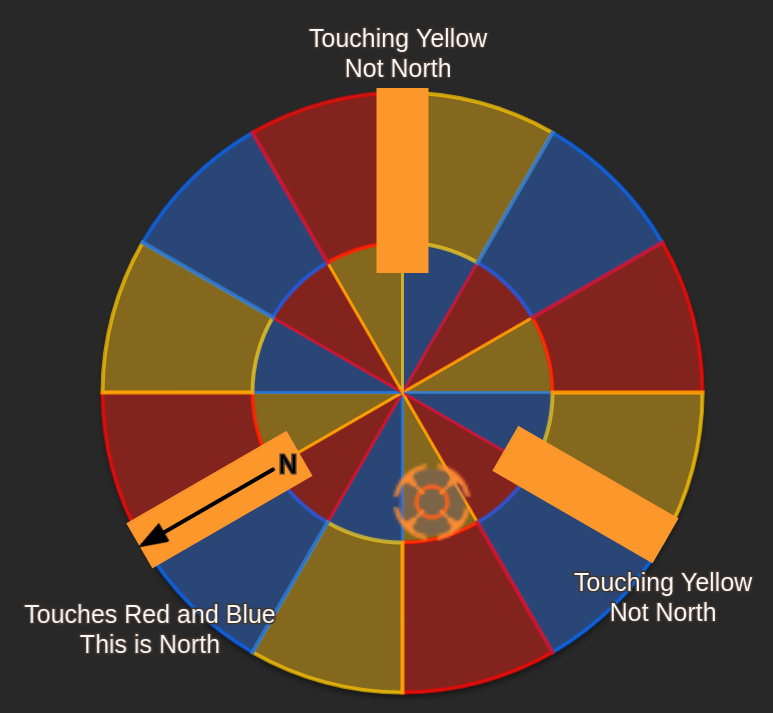 Touching Yellow
Not North
N
Touching Yellow
Not North
Touches Red and Blue
This is North